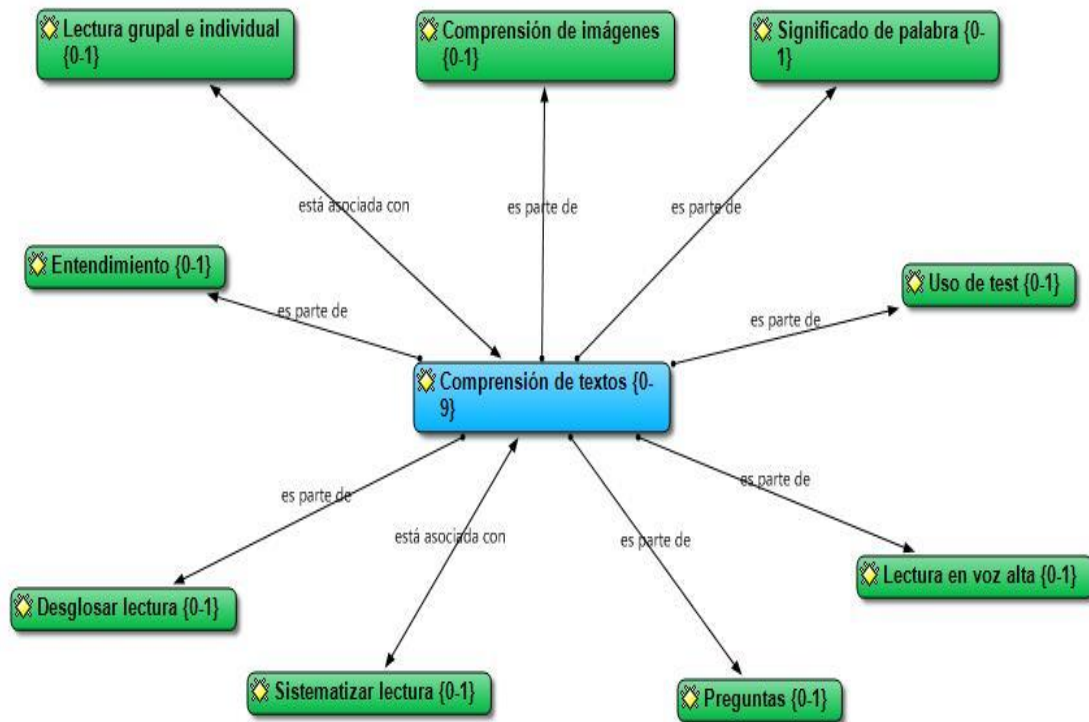 Lectura grupal e individual
{0-1}
Comprensión de imágenes
{0-1}
Significado de palabra {0-
1}
está asociada con
es parte de
es parte de
Entendimiento {0-1}
Uso de test {0-1}
es parte de
es parte de
Comprensión de textos {0-
9}
es parte de
está asociada con
es parte de
es parte de
Lectura en voz alta {0-1}
Desglosar lectura {0-1}
Sistematizar lectura {0-1}
Preguntas {0-1}